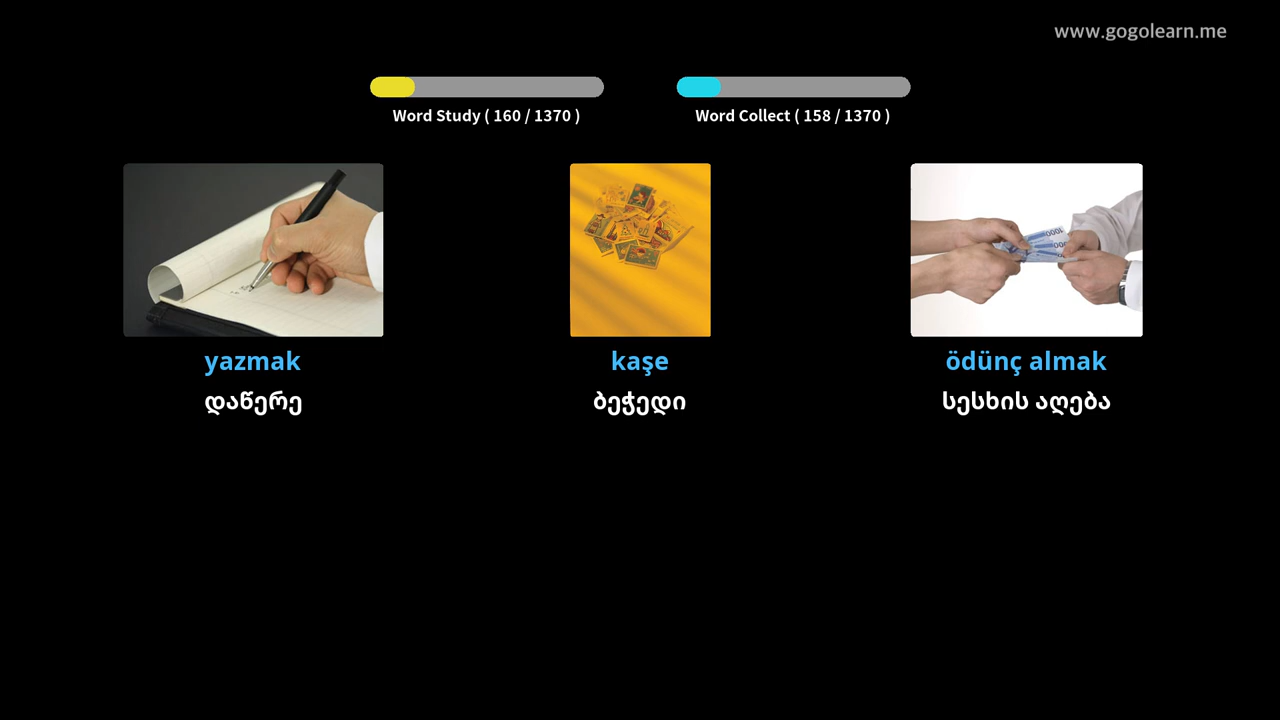 www.gogolearn.me
Word Study ( 160 / 1370 )
Word Collect ( 158 / 1370 )
yazmak
kaşe
ödünç almak
დაწერე
ბეჭედი
სესხის აღება